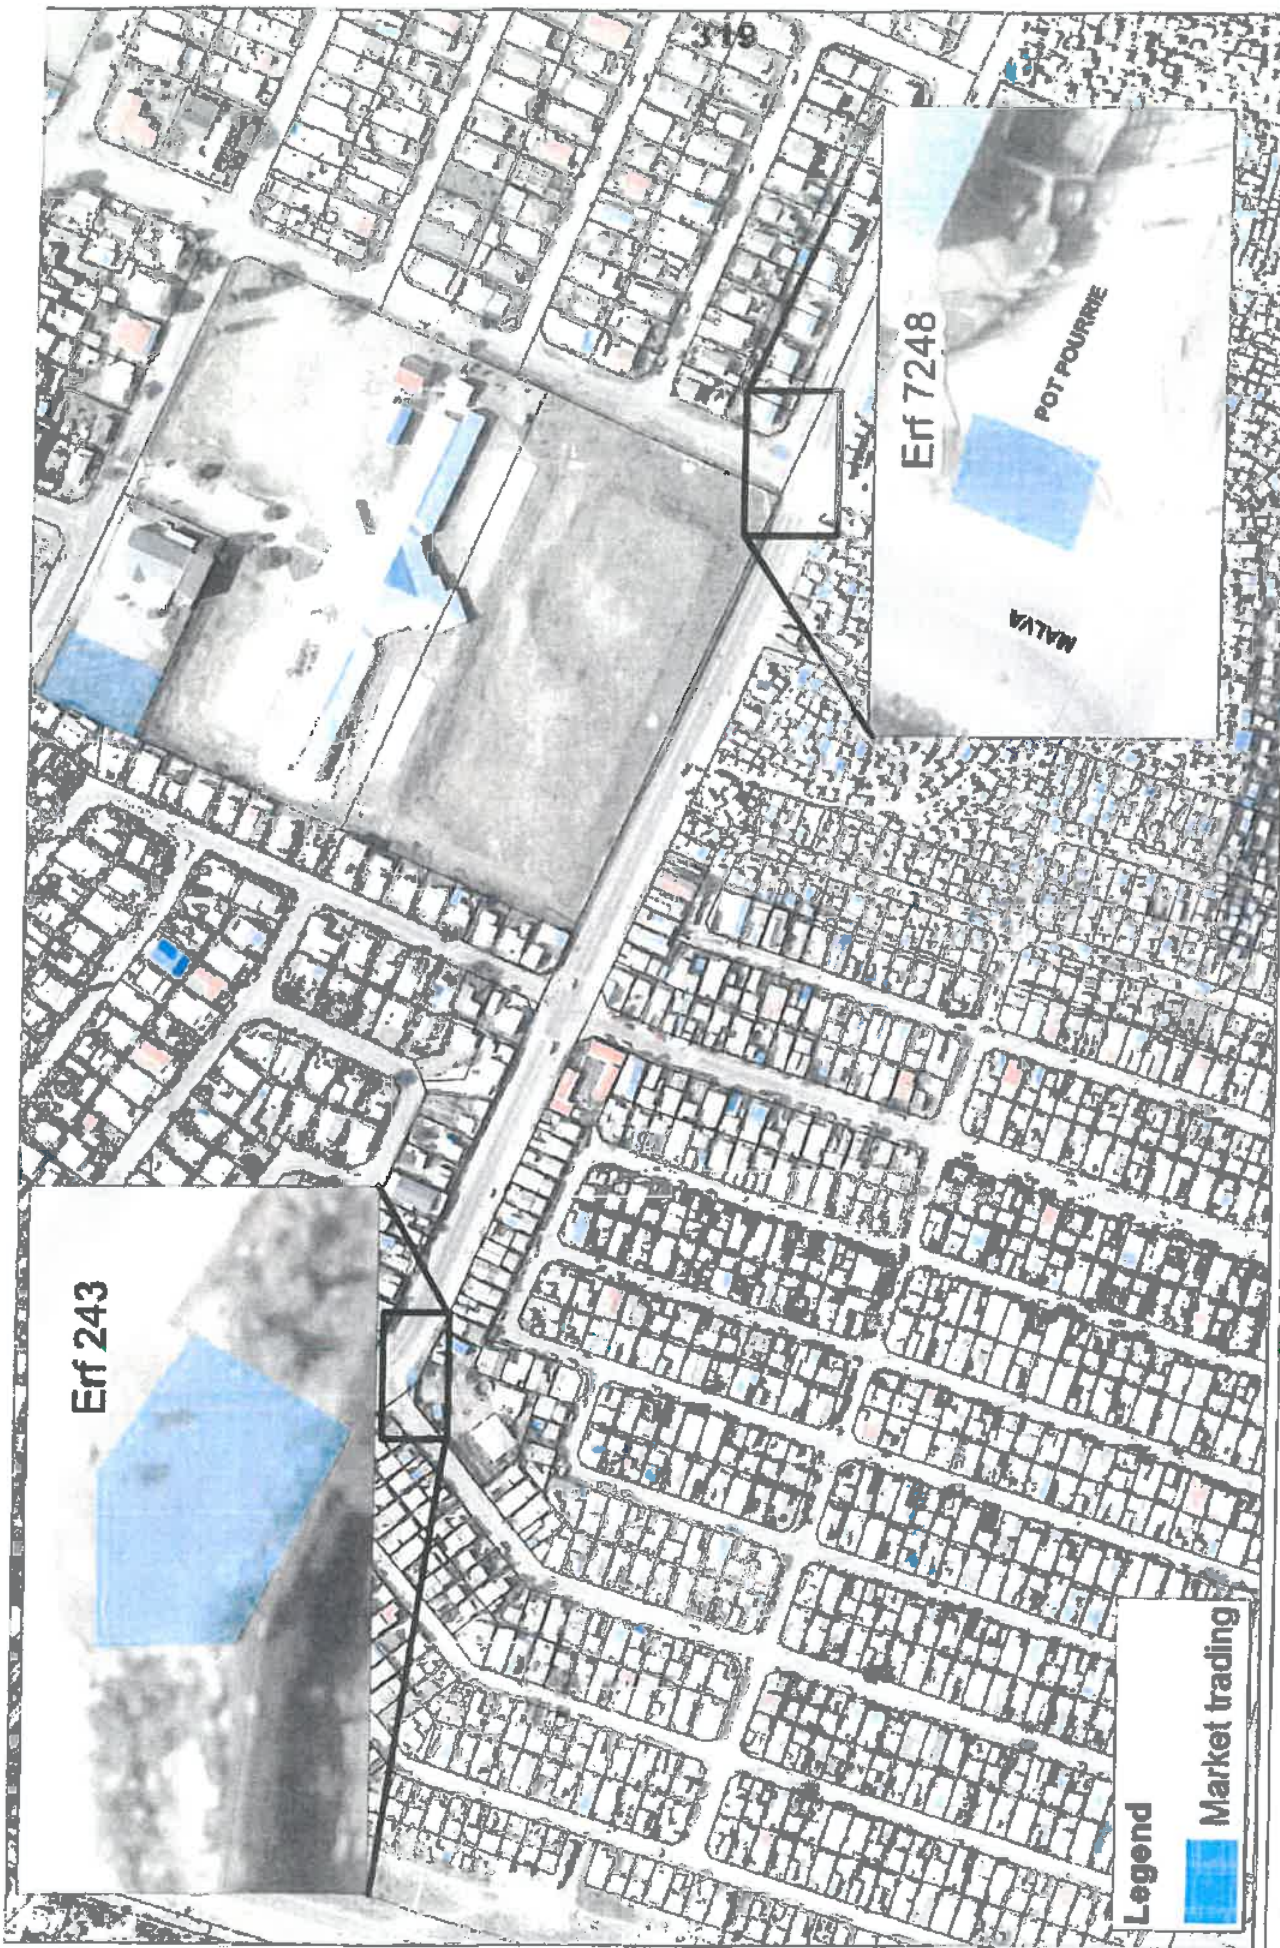 319
Erf 243
Erf 7248
POT POURRIE
MALVA
Legend
Market trading